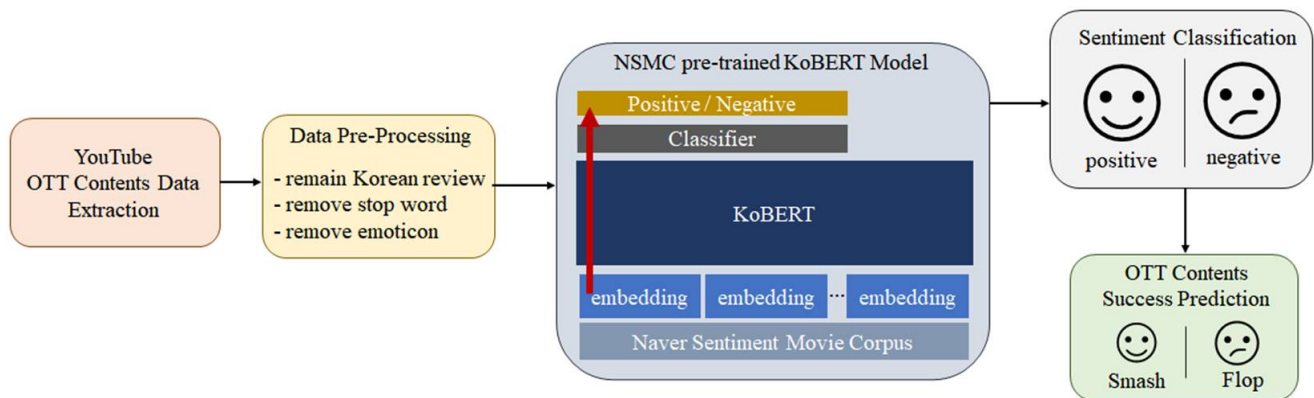 YouTube
OTT Contents Data
Extraction
Data Pre-Processing
- remain Korean review
- remove stop word
- remove emoticon
NSMC pre-trained KoBERT Model
Positive / Negative
Classifier
KoBERT
embedding embedding ... embedding
Naver Sentiment Movie Corpus
Sentiment Classification
positive negative
OTT Contents
Success Prediction
Smash Flop